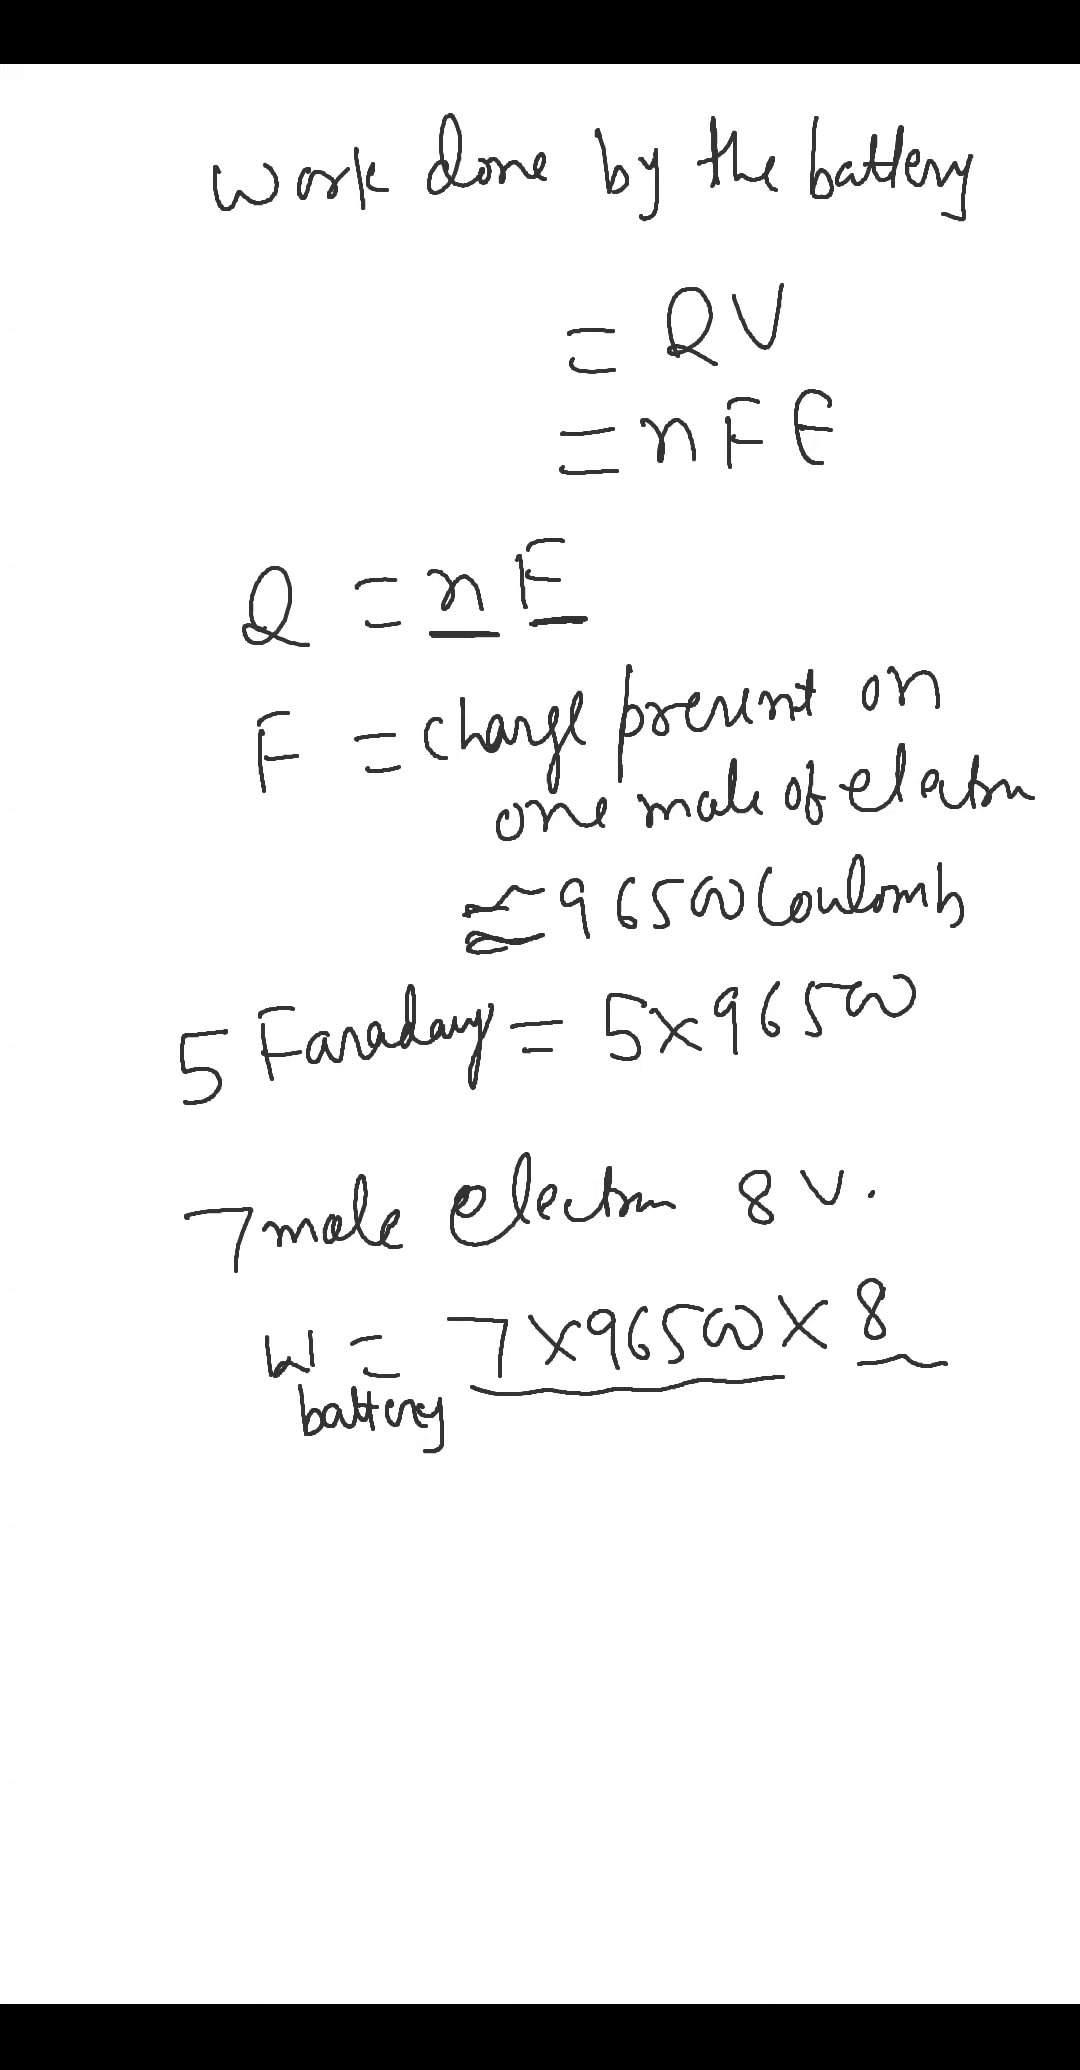 work done by the battery
= QV
= nFE
Q = nF
F = charge present on
one mole of electron
≈ 96500 Coulomb
5 Faraday = 5×96500
7 mole electron 8 V.
W = 7×96500×8
battery